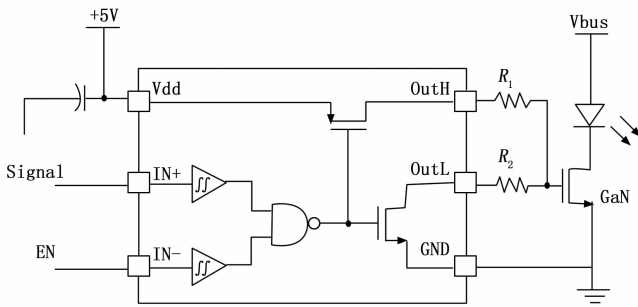 +5V
Vbus
Vdd
OutH
R1
Signal
IN+
OutL
R2
GaN
EN
IN-
GND